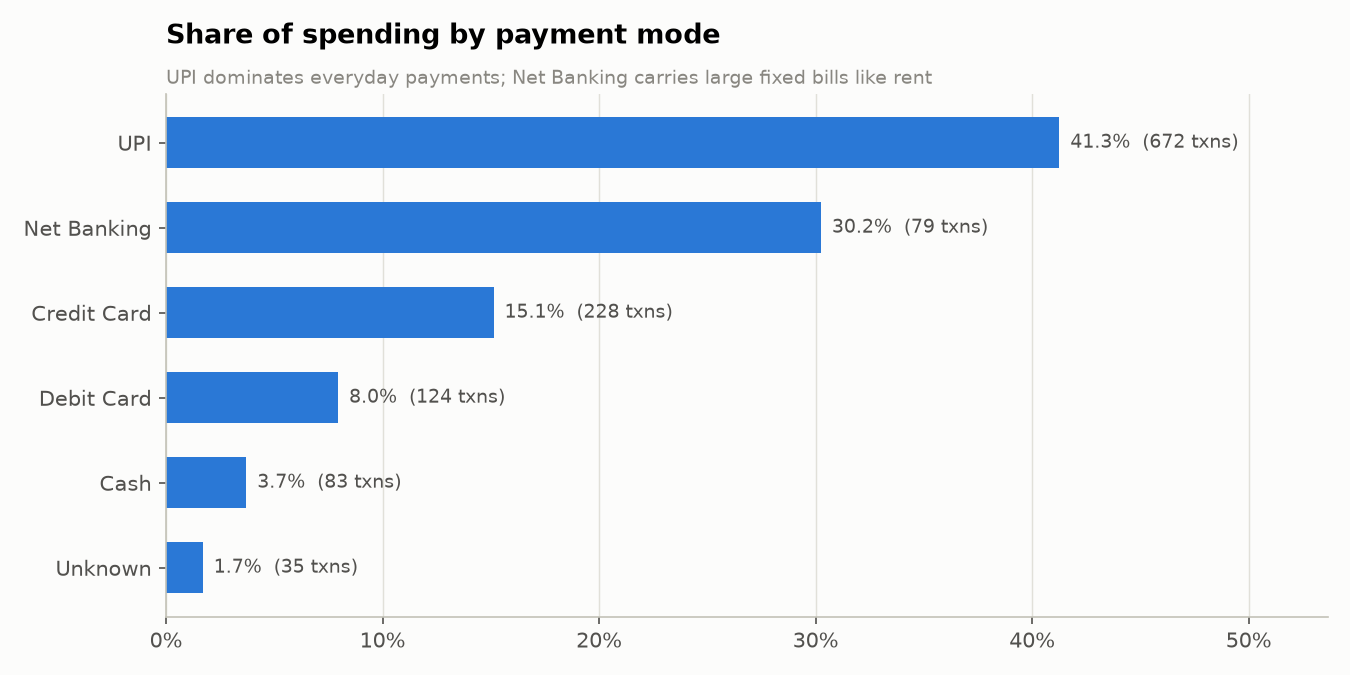 Share of spending by payment mode
UPI dominates everyday payments; Net Banking carries large fixed bills like rent
UPI 41.3% (672 txns)
Net Banking 30.2% (79 txns)
Credit Card 15.1% (228 txns)
Debit Card 8.0% (124 txns)
Cash 3.7% (83 txns)
Unknown 1.7% (35 txns)
0% 10% 20% 30% 40% 50%